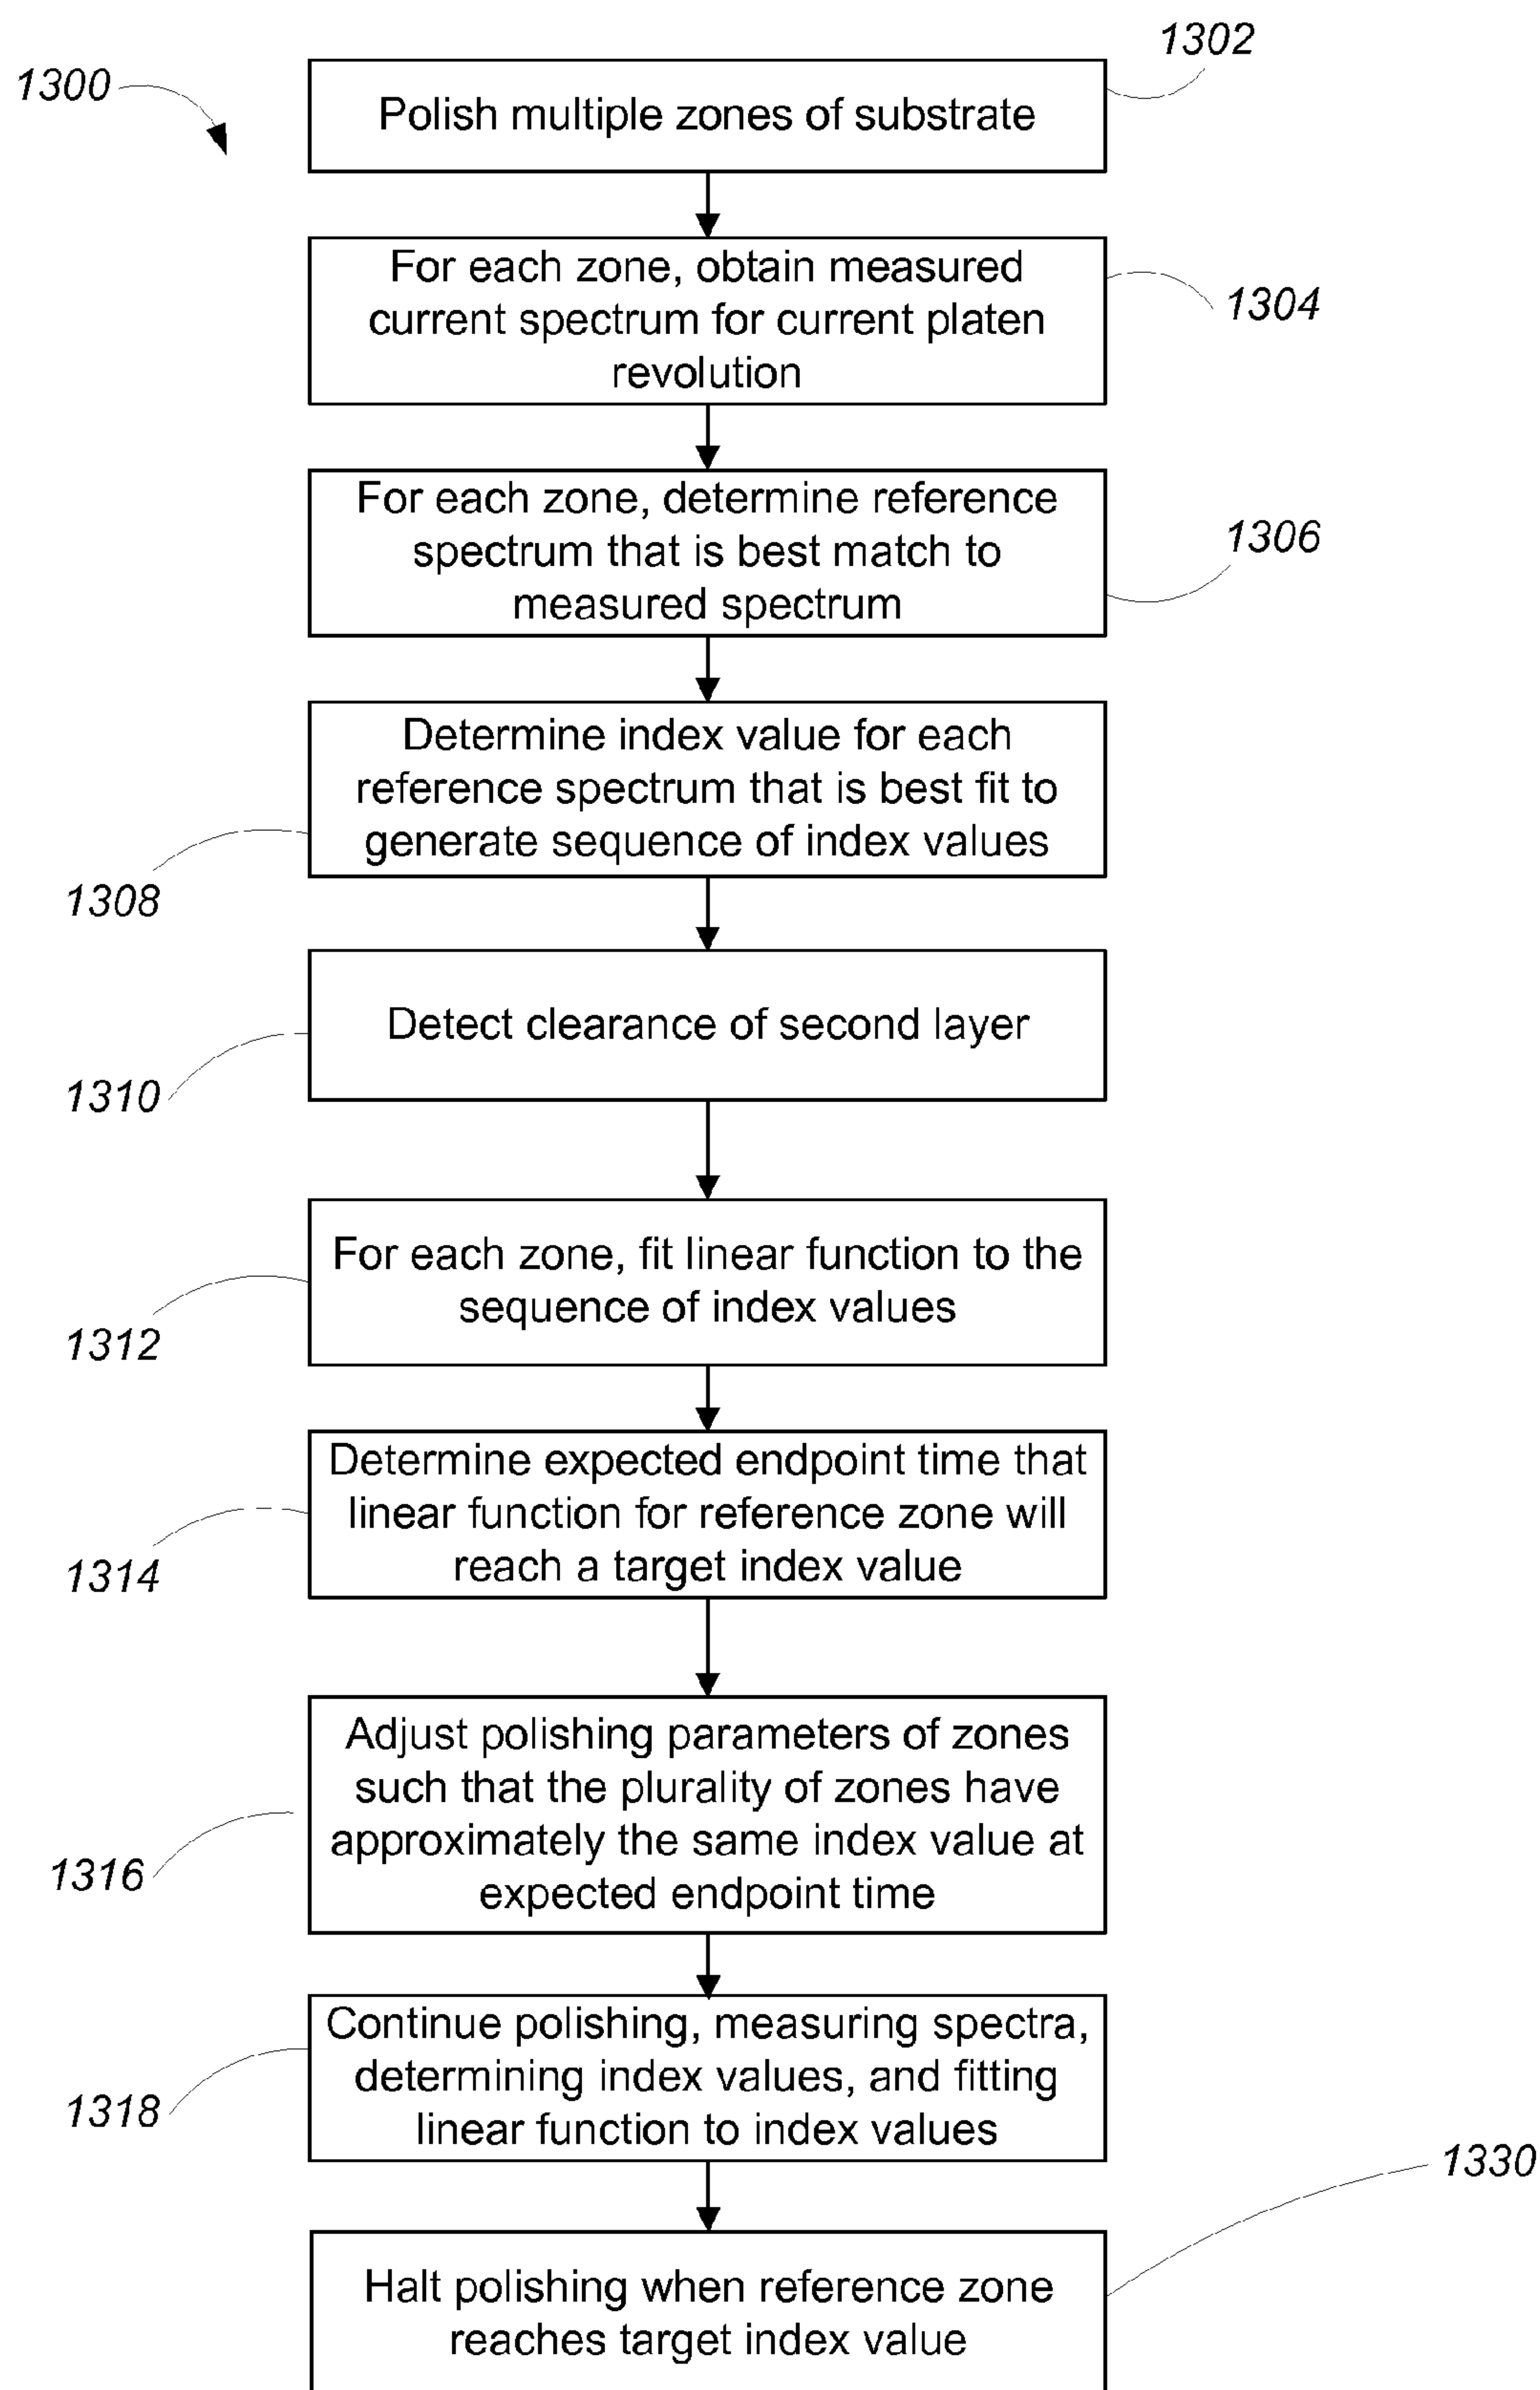 1302
1300
Polish multiple zones of substrate
For each zone, obtain measured
current spectrum for current platen
revolution
1304
For each zone, determine reference
spectrum that is best match to
measured spectrum
1306
Determine index value for each
reference spectrum that is best fit to
generate sequence of index values
1308
Detect clearance of second layer
1310
For each zone, fit linear function to the
sequence of index values
1312
Determine expected endpoint time that
linear function for reference zone will
reach a target index value
1314
Adjust polishing parameters of zones
such that the plurality of zones have
approximately the same index value at
expected endpoint time
1316
Continue polishing, measuring spectra,
determining index values, and fitting
linear function to index values
1318
1330
Halt polishing when reference zone
reaches target index value